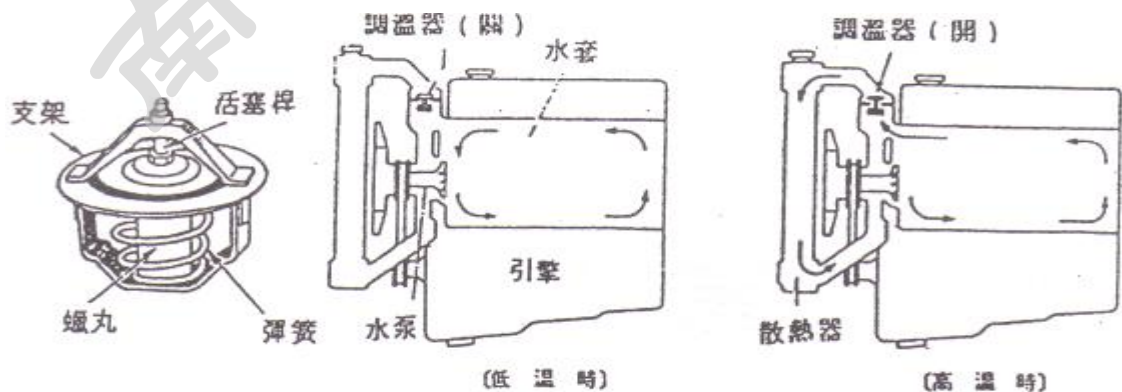 南
支架
活塞桿
蠟丸
彈簧
調溫器(關)
水套
水泵
引擎
(低 溫 時)
調溫器(開)
散熱器
(高 溫 時)